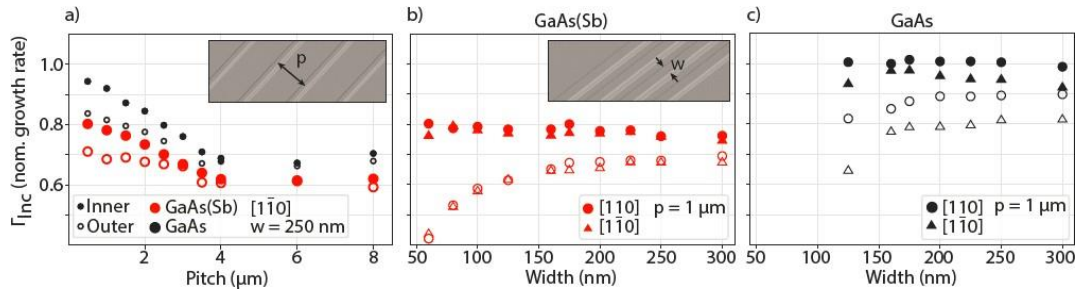 a)
b)
GaAs(Sb)
c)
GaAs
Γ_Inc (nom. growth rate)
1.0
0.8
0.6
p
Inner
Outer
GaAs(Sb) [11̄0]
GaAs w = 250 nm
2 4 6 8
Pitch (μm)
w
[110] p = 1 μm
[11̄0]
50 100 150 200 250 300
Width (nm)
[110] p = 1 μm
[11̄0]
50 100 150 200 250 300
Width (nm)